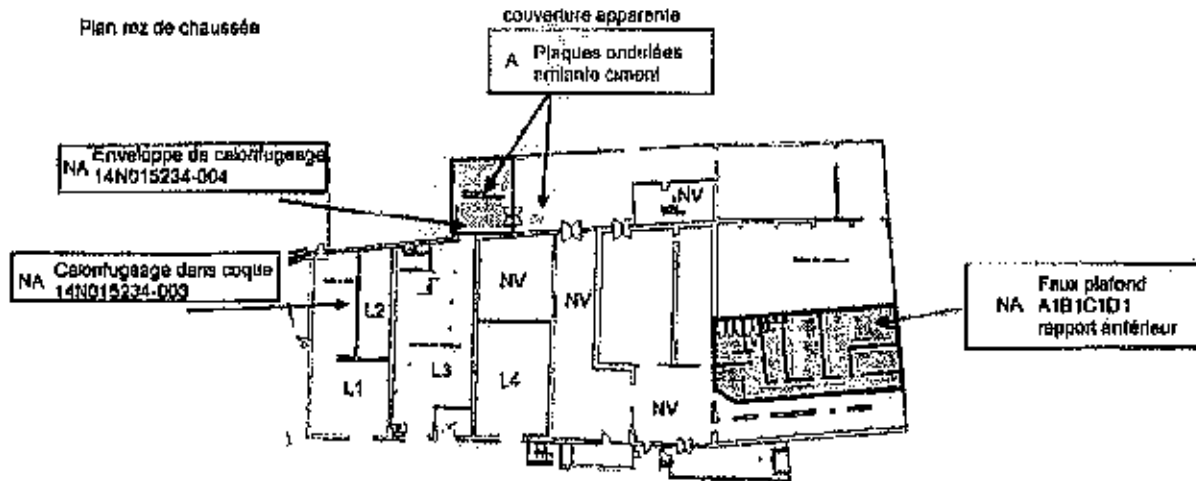 Plan rez de chaussée
couverture apparente
A Plaques ondulées
amiante ciment
NA Enveloppe de calorifugeage
14N015234-004
NA Calorifugeage dans coque
14N015234-003
Faux plafond
NA A1B1C1D1
rapport antérieur
NV
NV
NV
L2
L1
L3
L4
NV